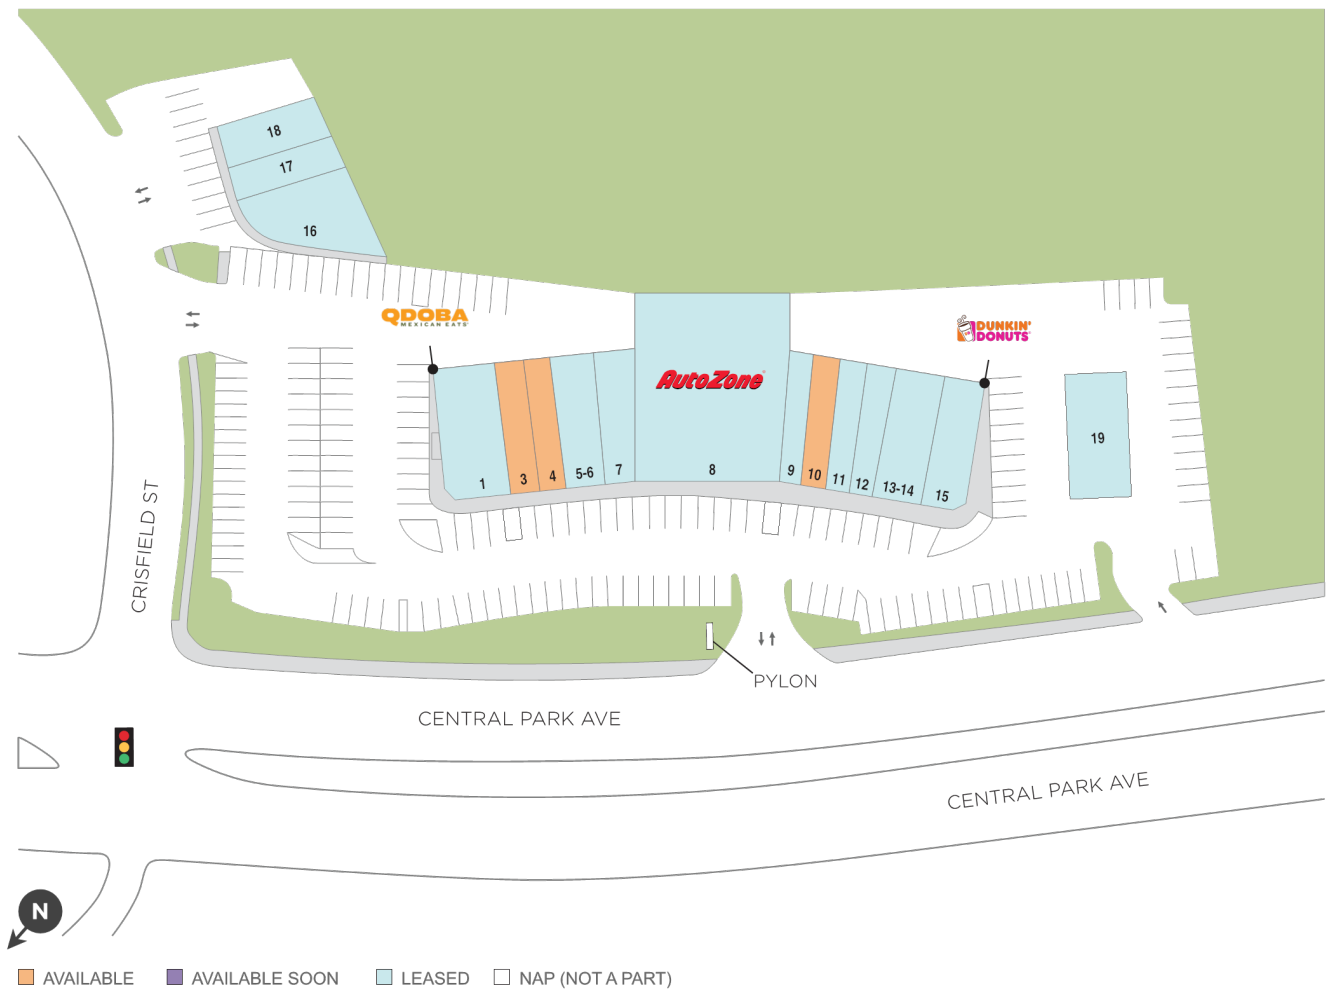 18
17
16
QDOBA
MEXICAN EATS
DUNKIN'
DONUTS
AutoZone
19
1
3
4
5-6
7
8
9
10
11
12
13-14
15
CRISFIELD ST
PYLON
CENTRAL PARK AVE
CENTRAL PARK AVE
N
AVAILABLE
AVAILABLE SOON
LEASED
NAP (NOT A PART)